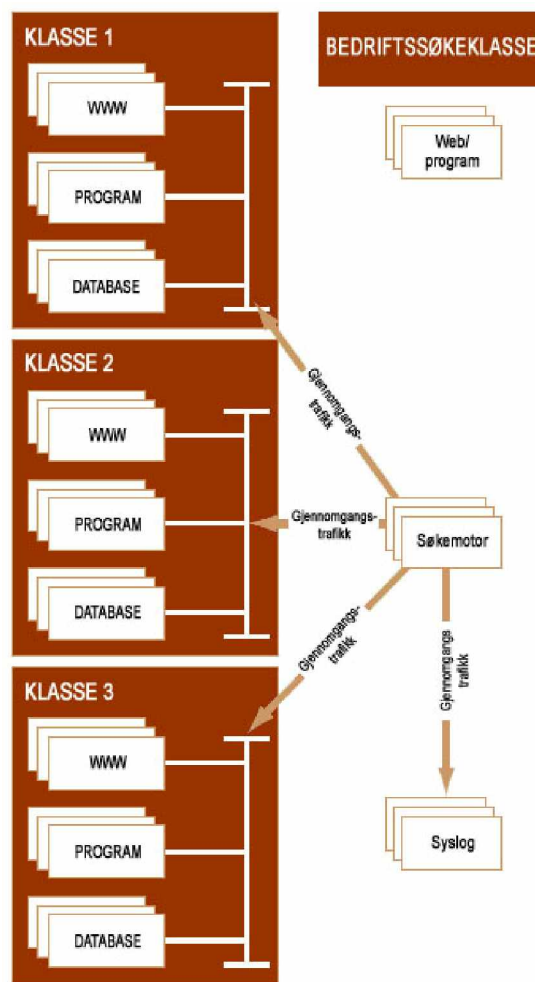 KLASSE 1
WWW
PROGRAM
DATABASE
KLASSE 2
WWW
PROGRAM
DATABASE
KLASSE 3
WWW
PROGRAM
DATABASE
BEDRIFTSSØKEKLASSE
Web/
program
Gjennomgangs-
trafikk
Gjennomgangs-
trafikk
Søkemotor
Gjennomgangs-
trafikk
Gjennomgangs
trafikk
Syslog